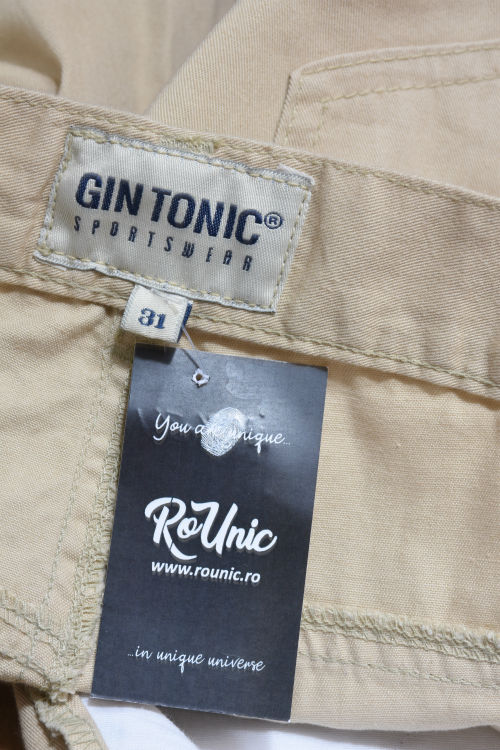 GIN TONIC®
SPORTSWEAR
31
You are unique...
RoUnic
www.rounic.ro
...in unique universe